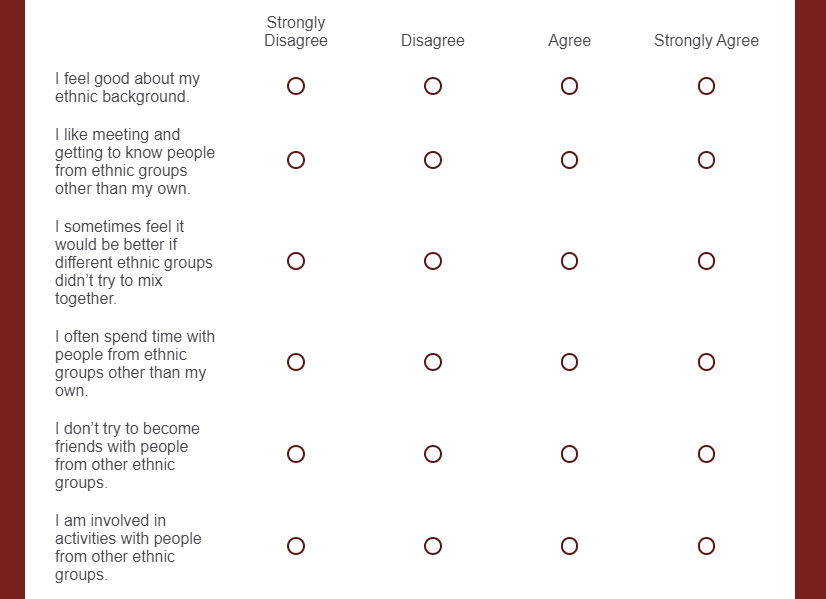 Strongly
Disagree
Disagree
Agree
Strongly Agree
I feel good about my
ethnic background.
I like meeting and
getting to know people
from ethnic groups
other than my own.
I sometimes feel it
would be better if
different ethnic groups
didn’t try to mix
together.
I often spend time with
people from ethnic
groups other than my
own.
I don’t try to become
friends with people
from other ethnic
groups.
I am involved in
activities with people
from other ethnic
groups.